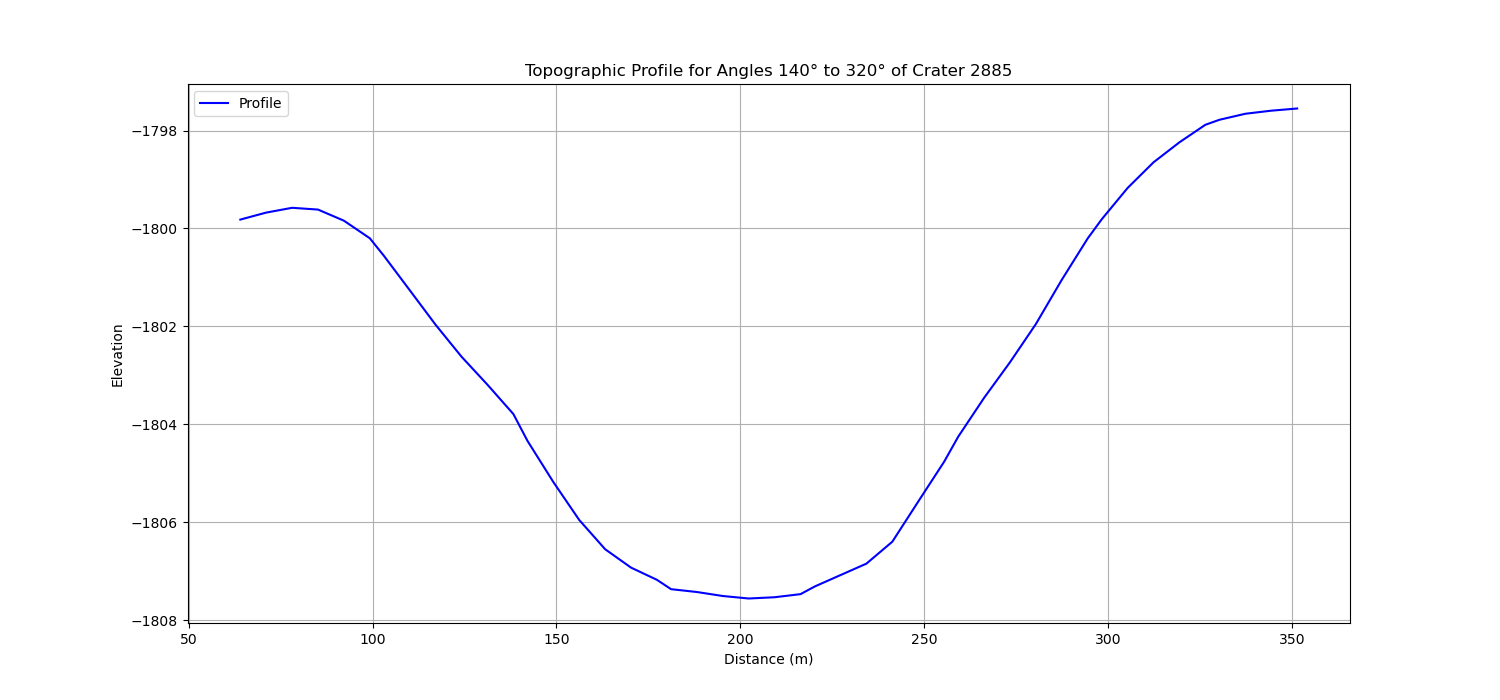 Topographic Profile for Angles 140° to 320° of Crater 2885
Profile
−1798
−1800
−1802
−1804
−1806
−1808
Elevation
50 100 150 200 250 300 350
Distance (m)